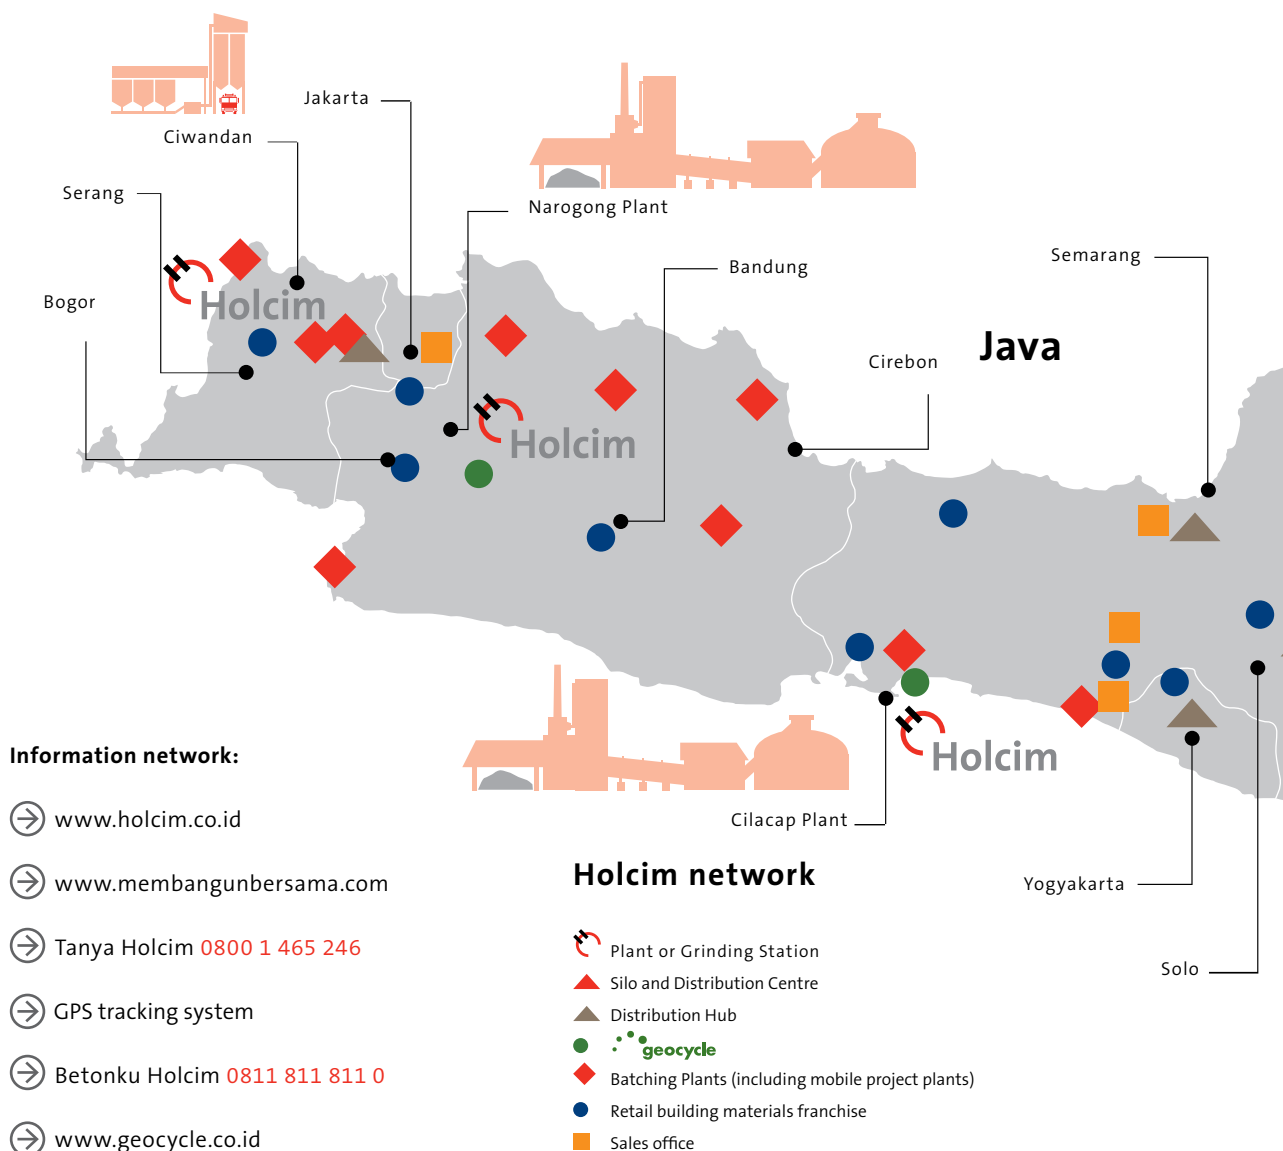 Jakarta
Ciwandan
Serang
Narogong Plant
Bandung
Semarang
Bogor
Holcim
Java
Cirebon
Holcim
Holcim
Cilacap Plant
Yogyakarta
Solo
Information network:
www.holcim.co.id
www.membangunbersama.com
Tanya Holcim 0800 1 465 246
GPS tracking system
Betonku Holcim 0811 811 811 0
www.geocycle.co.id
Holcim network
Plant or Grinding Station
Silo and Distribution Centre
Distribution Hub
geocycle
Batching Plants (including mobile project plants)
Retail building materials franchise
Sales office